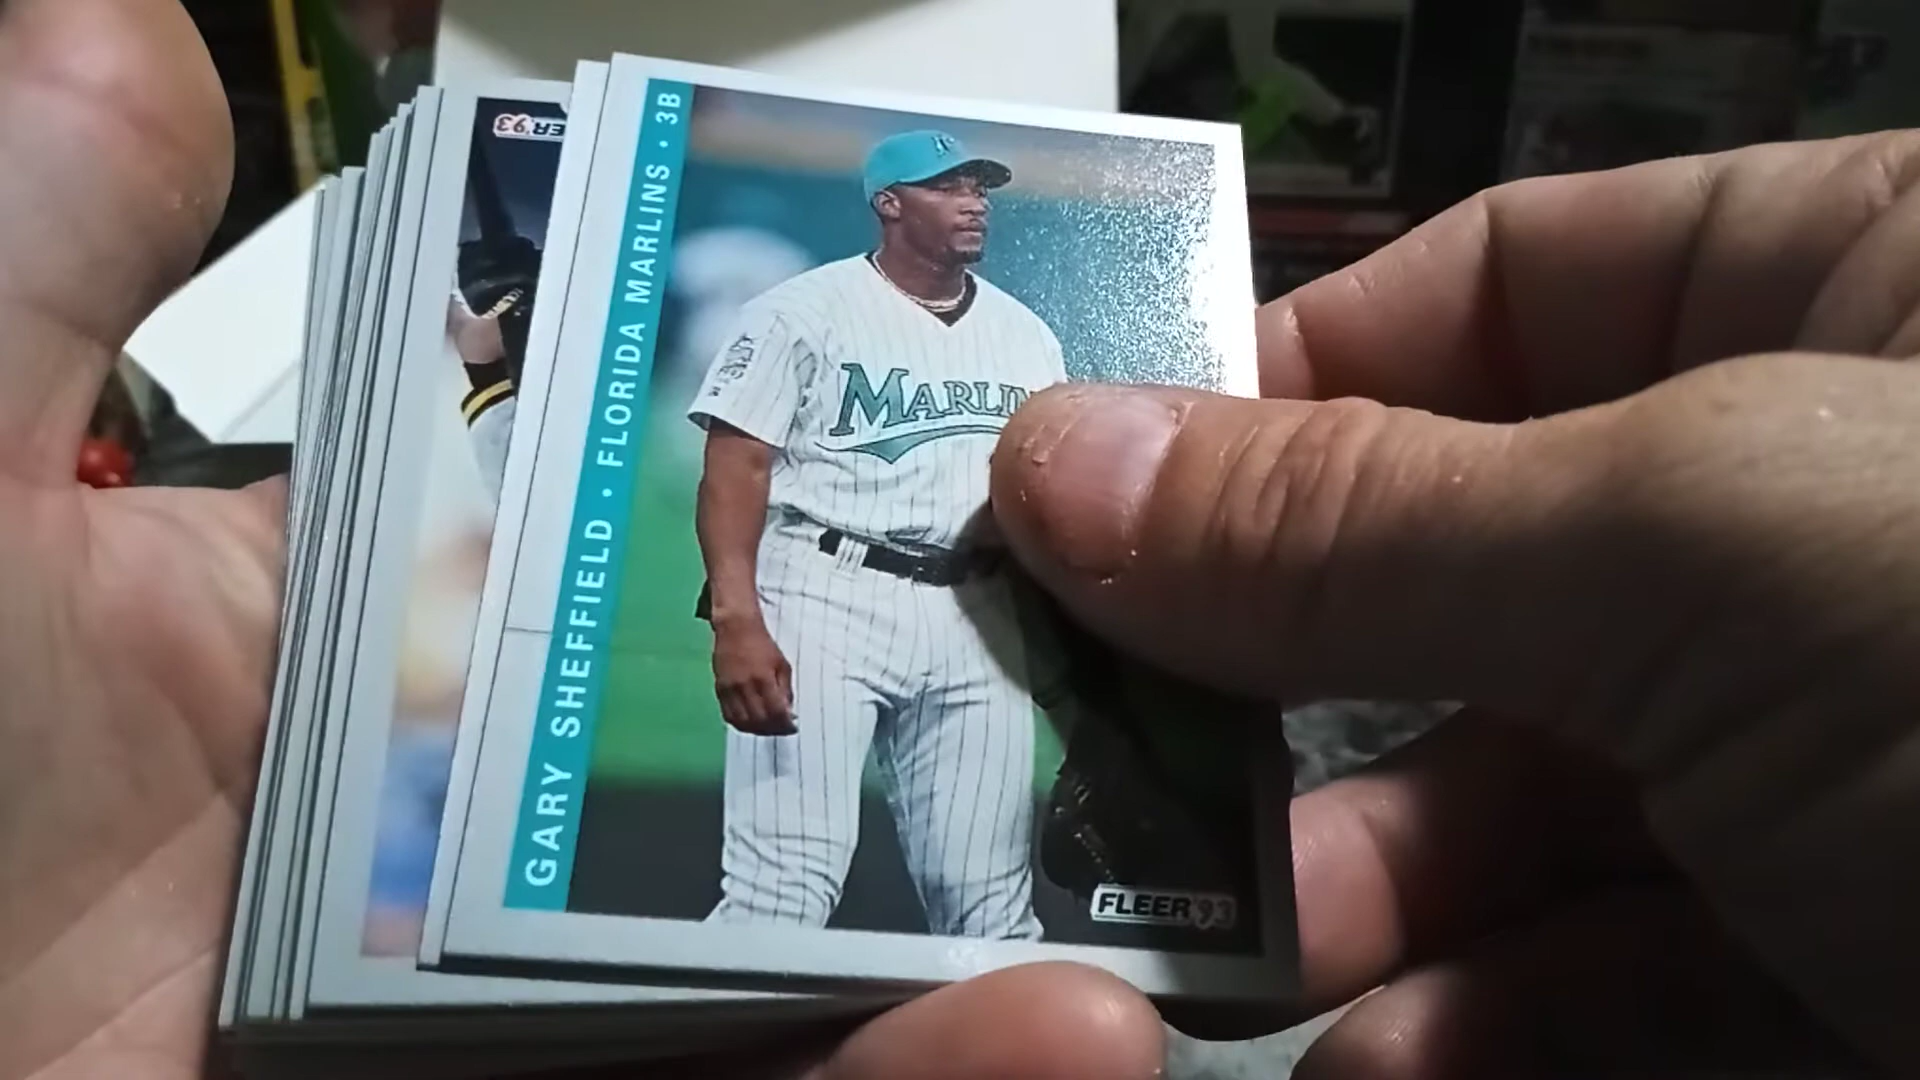 GARY SHEFFIELD • FLORIDA MARLINS • 3B
MARLIN
FLEER '93
ER '93